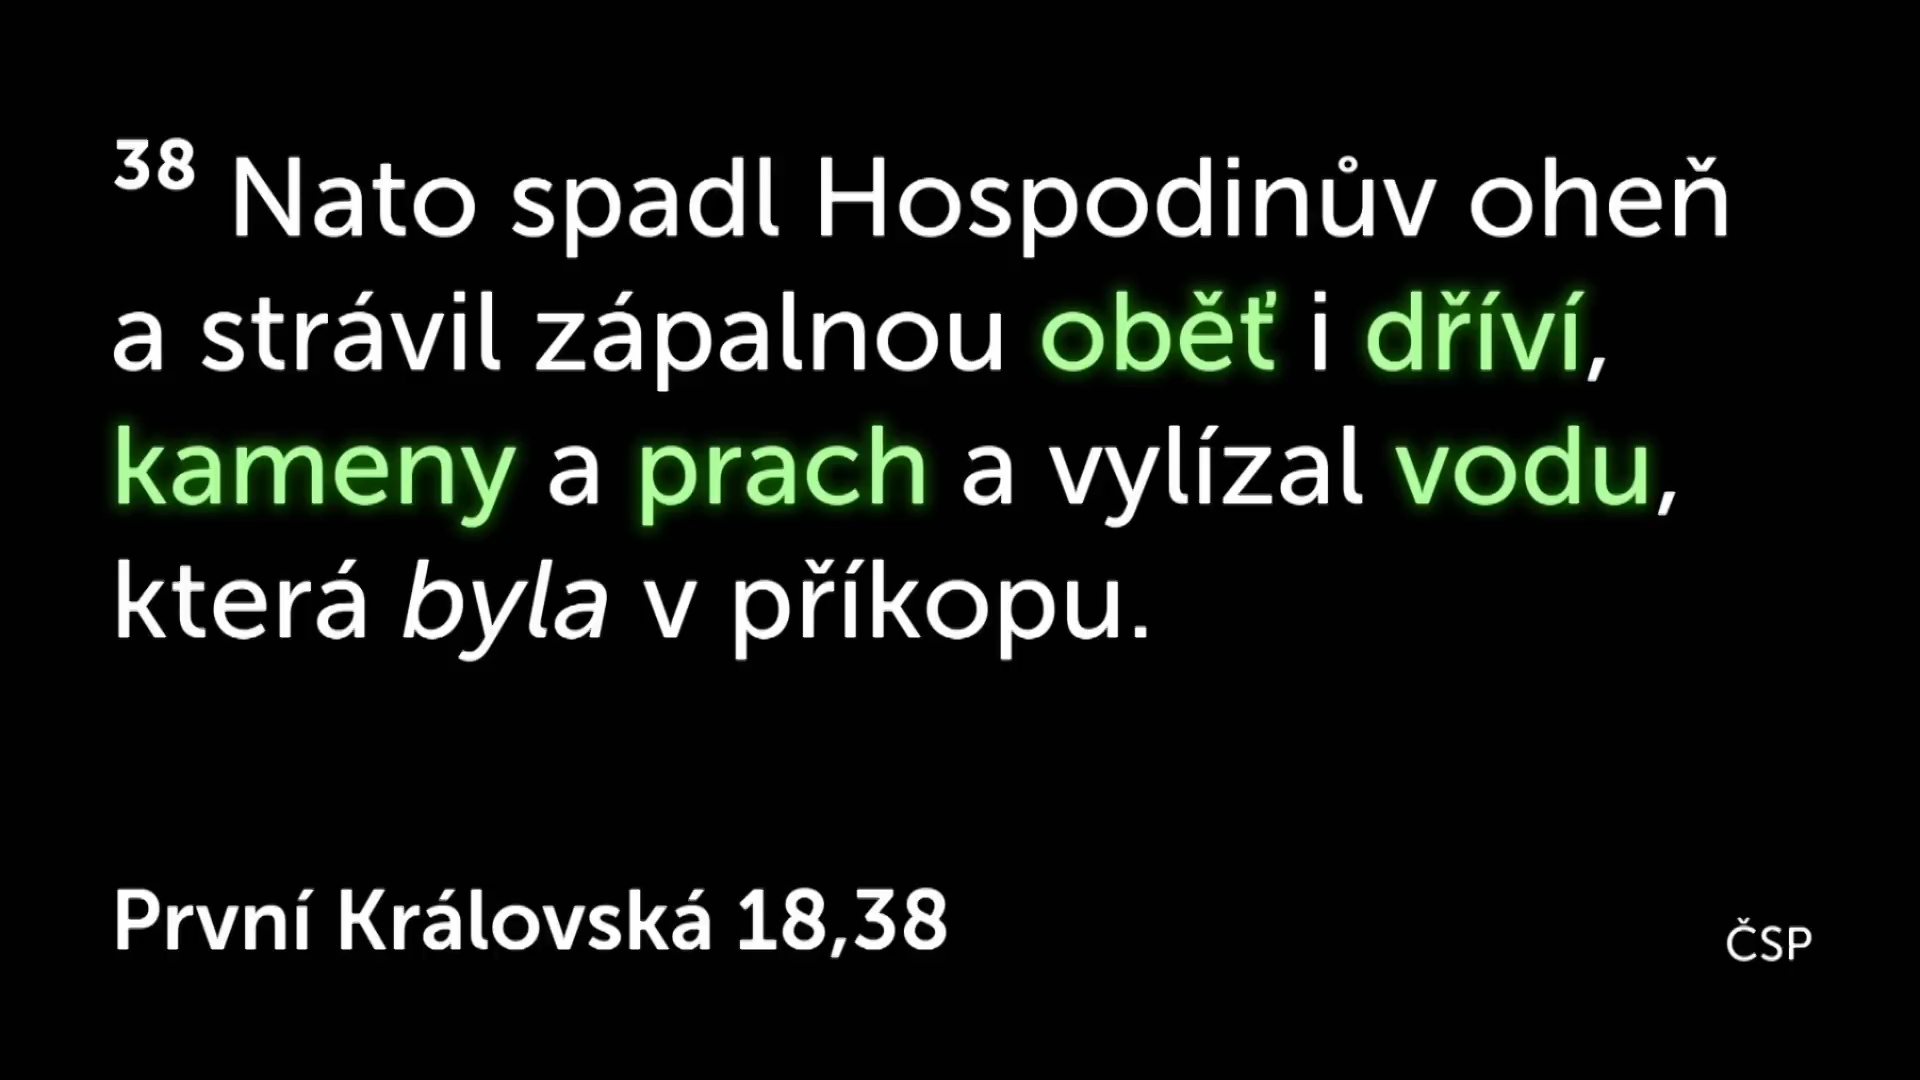 38 Nato spadl Hospodinův oheň
a strávil zápalnou oběť i dříví,
kameny a prach a vylízal vodu,
která byla v příkopu.
První Královská 18,38
ČSP